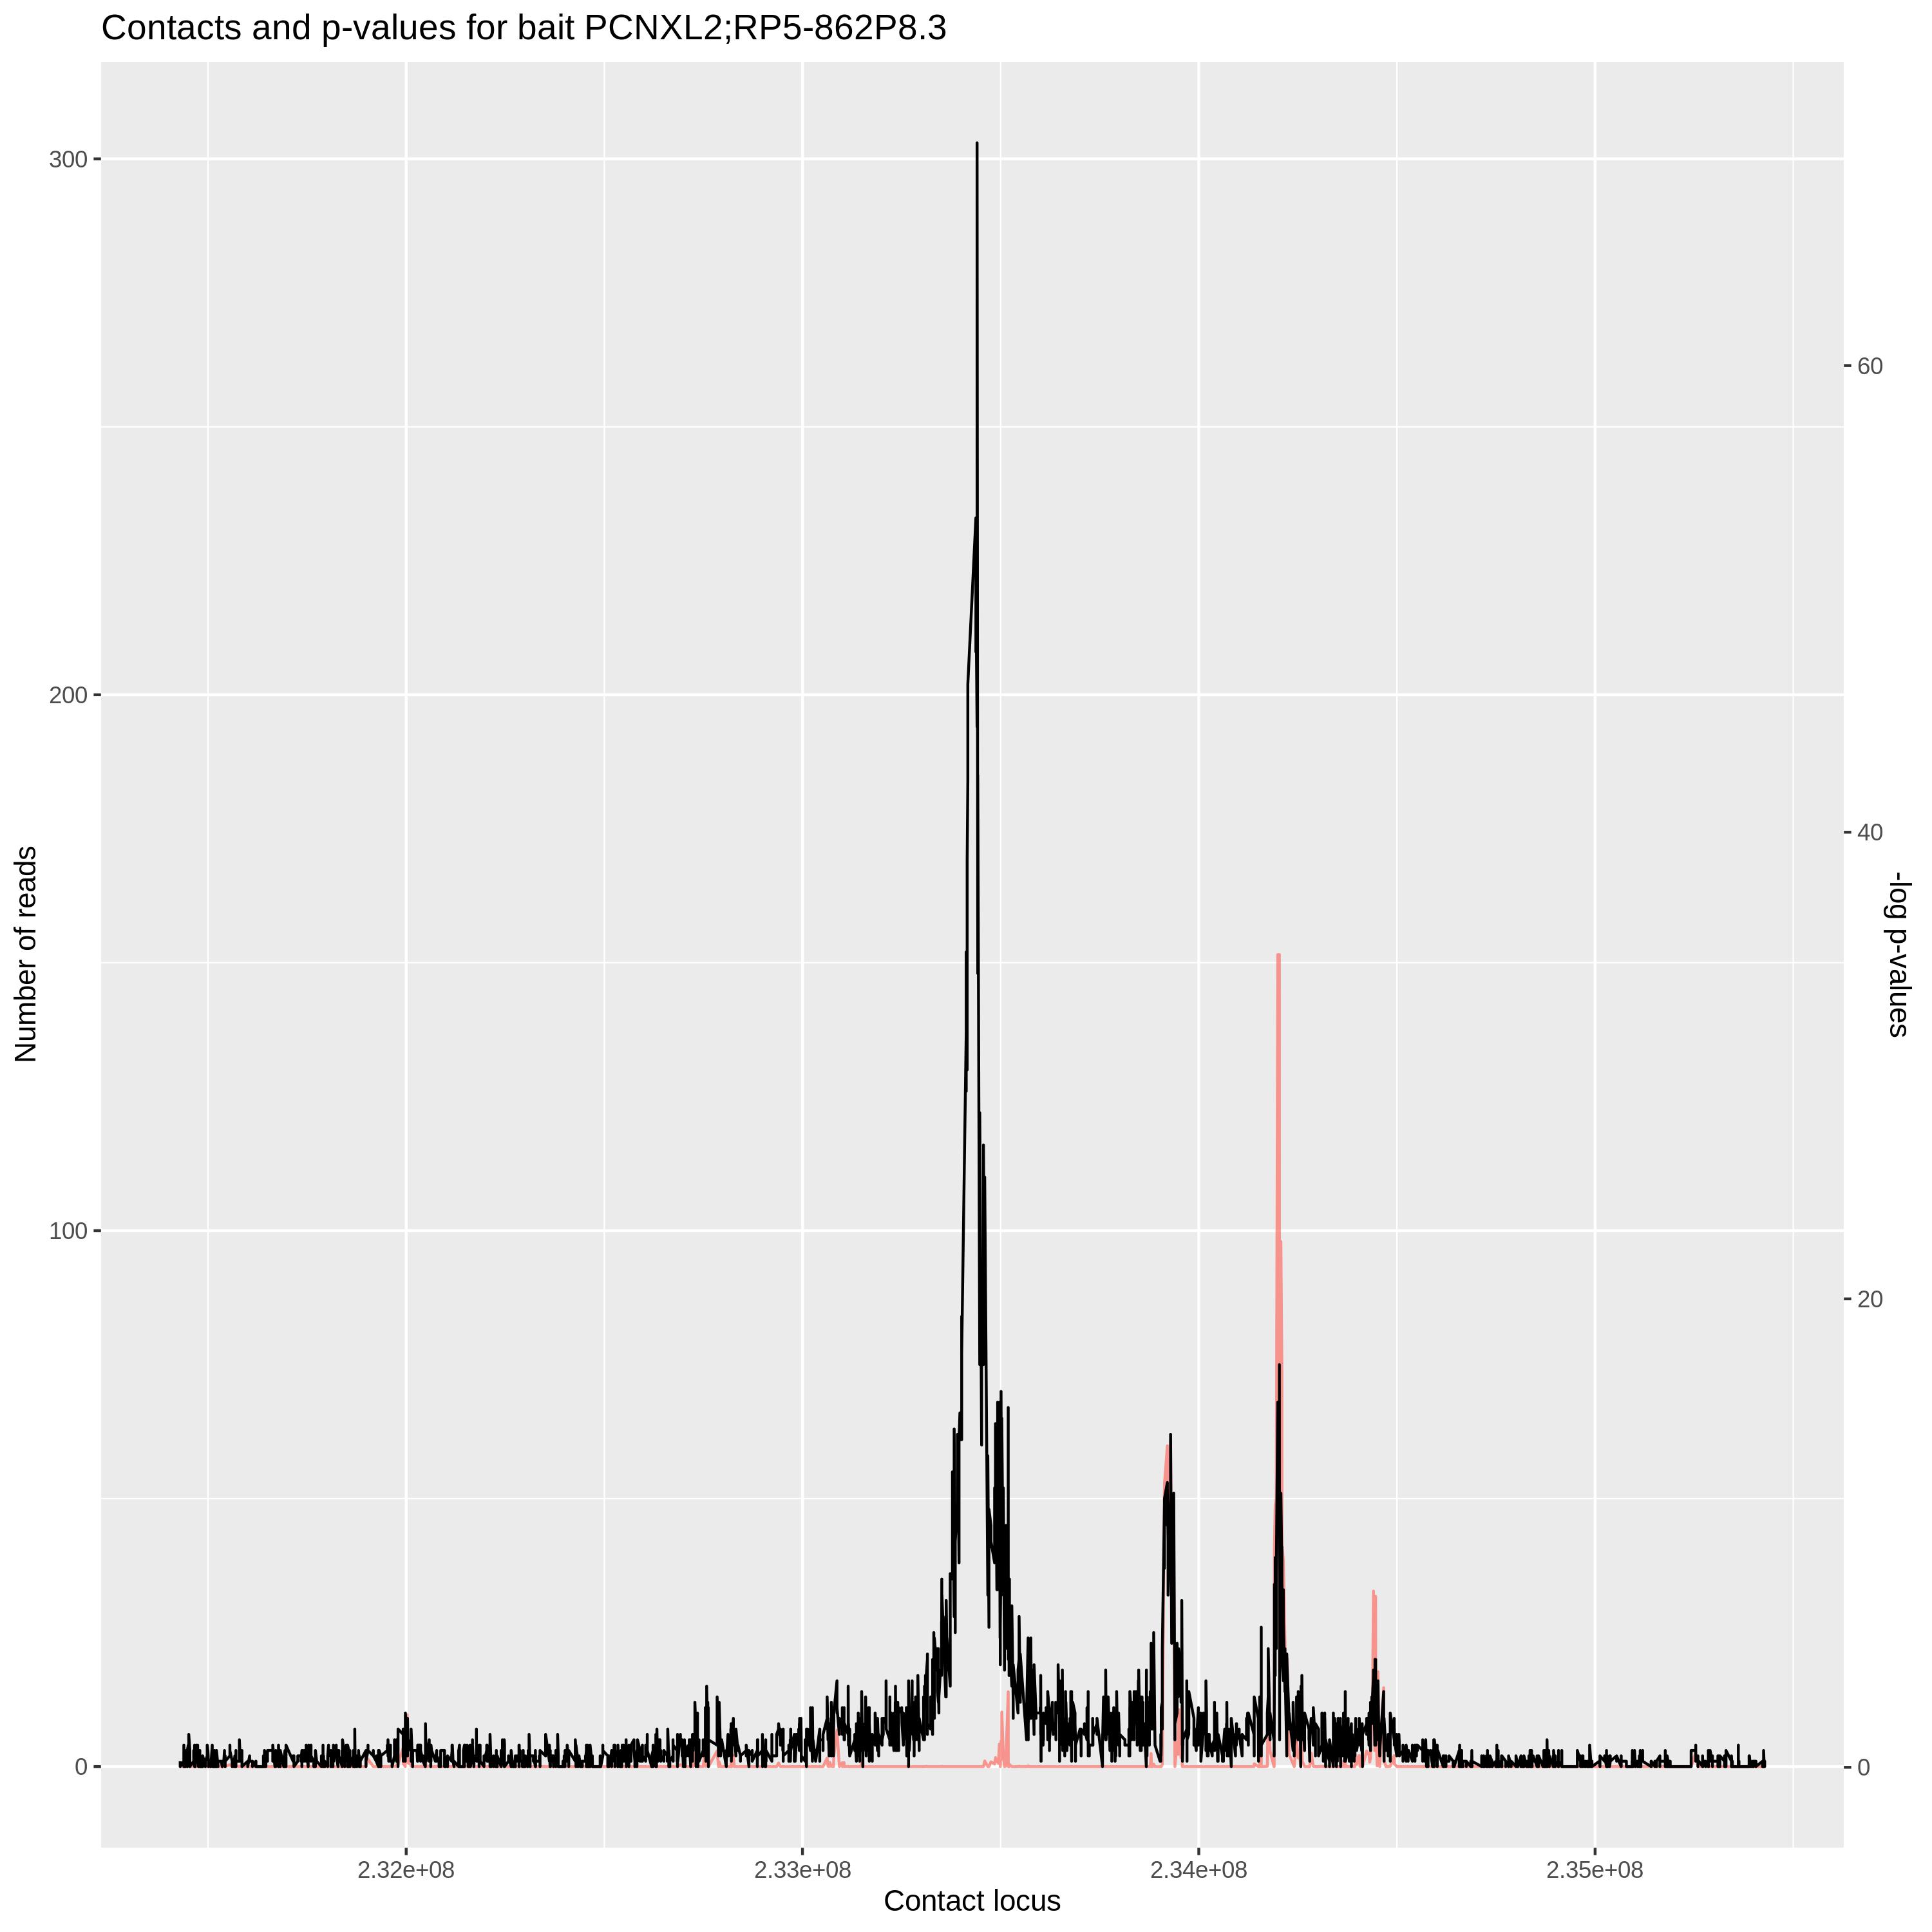 Contacts and p-values for bait PCNXL2;RP5-862P8.3
300
200
100
0
Number of reads
60
40
20
0
-log p-values
2.32e+08
2.33e+08
2.34e+08
2.35e+08
Contact locus